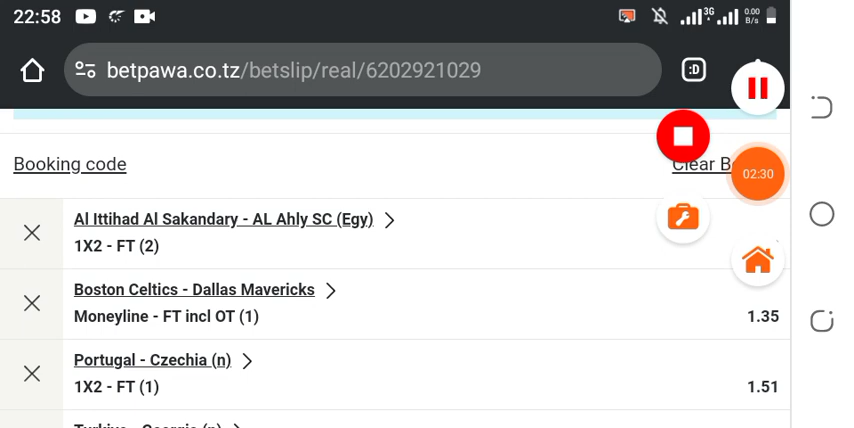 22:58
3G
0.00
B/s
betpawa.co.tz/betslip/real/6202921029
:D
Booking code
Clear B
02:30
Al Ittihad Al Sakandary - AL Ahly SC (Egy)
1X2 - FT (2)
Boston Celtics - Dallas Mavericks
Moneyline - FT incl OT (1)
1.35
Portugal - Czechia (n)
1X2 - FT (1)
1.51